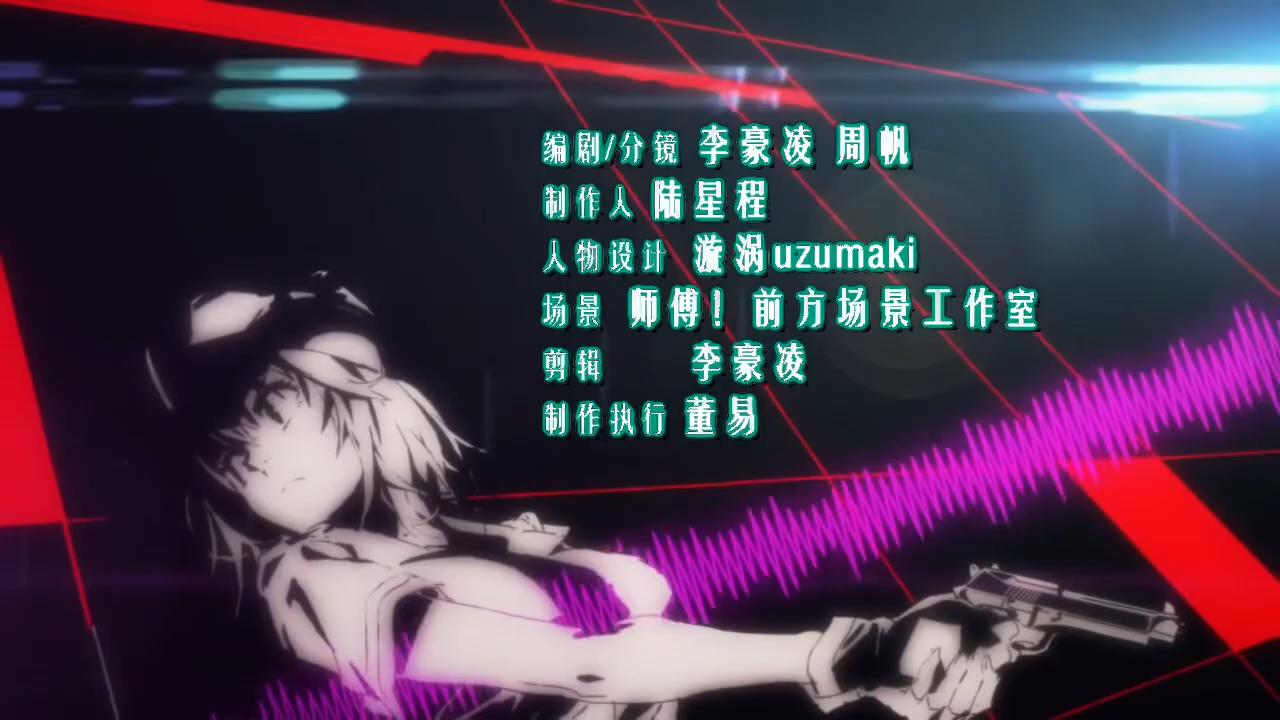 编剧/分镜 李豪凌 周帆
制作人 陆星程
人物设计 漩涡uzumaki
场景 师傅！前方场景工作室
剪辑 李豪凌
制作执行 董易